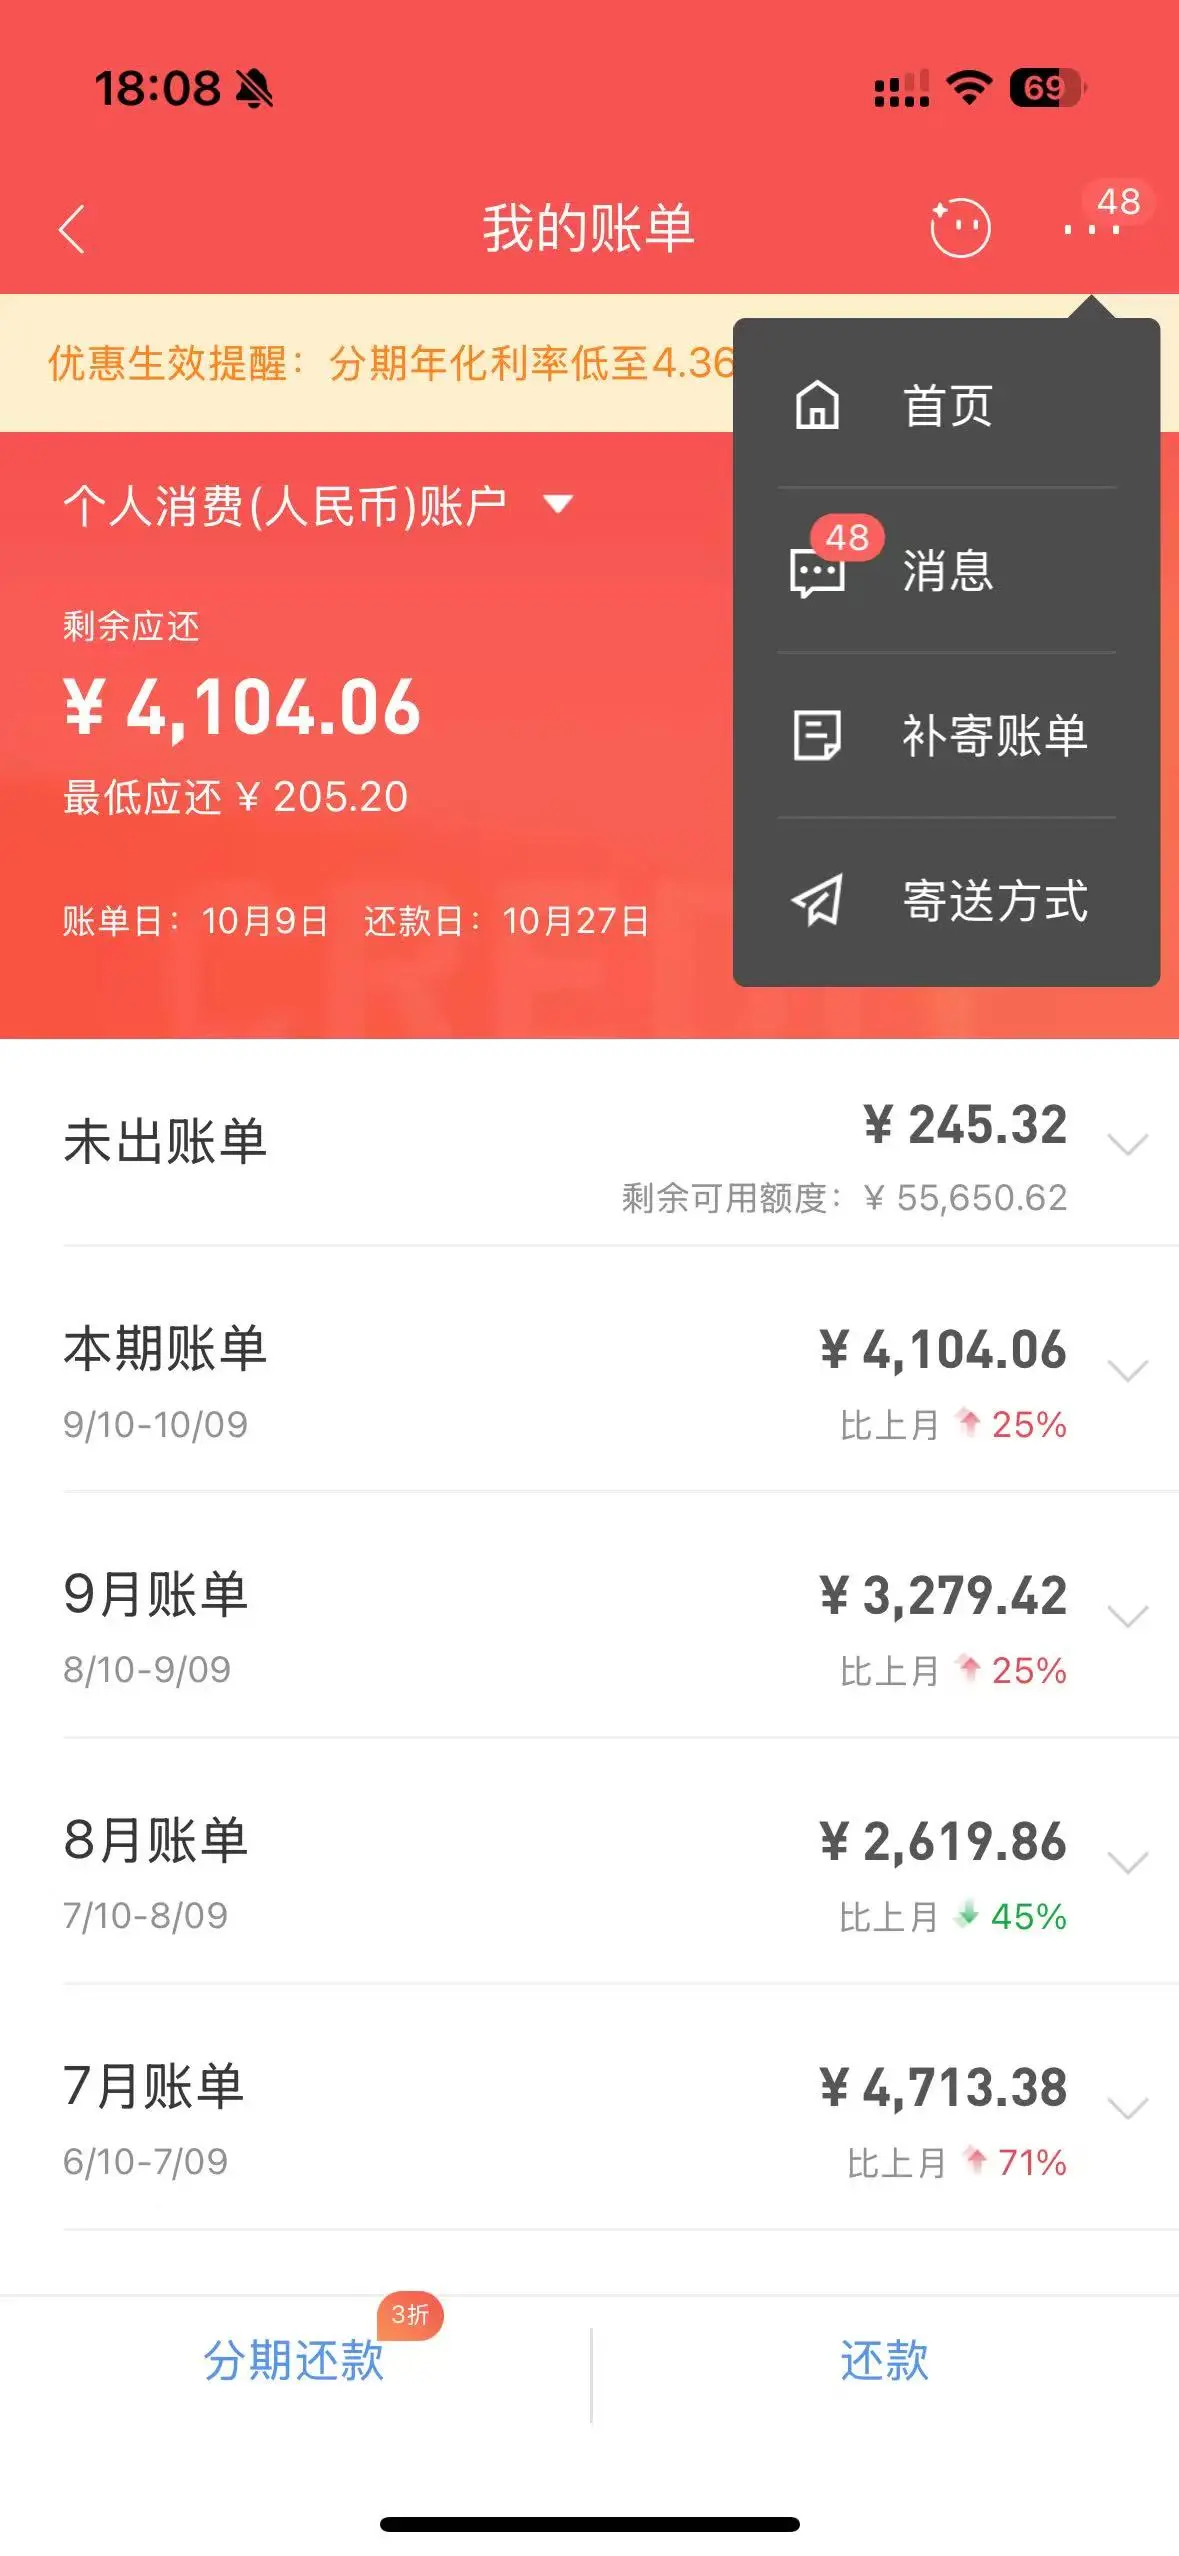 18:08
69
我的账单
48
优惠生效提醒：分期年化利率低至4.36
首页
个人消费(人民币)账户
48
消息
剩余应还
¥ 4,104.06
补寄账单
最低应还 ¥ 205.20
寄送方式
账单日：10月9日 还款日：10月27日
CREDIT
未出账单
¥ 245.32
剩余可用额度：¥ 55,650.62
本期账单
¥ 4,104.06
9/10-10/09
比上月 25%
9月账单
¥ 3,279.42
8/10-9/09
比上月 25%
8月账单
¥ 2,619.86
7/10-8/09
比上月 45%
7月账单
¥ 4,713.38
6/10-7/09
比上月 71%
3折
分期还款
还款